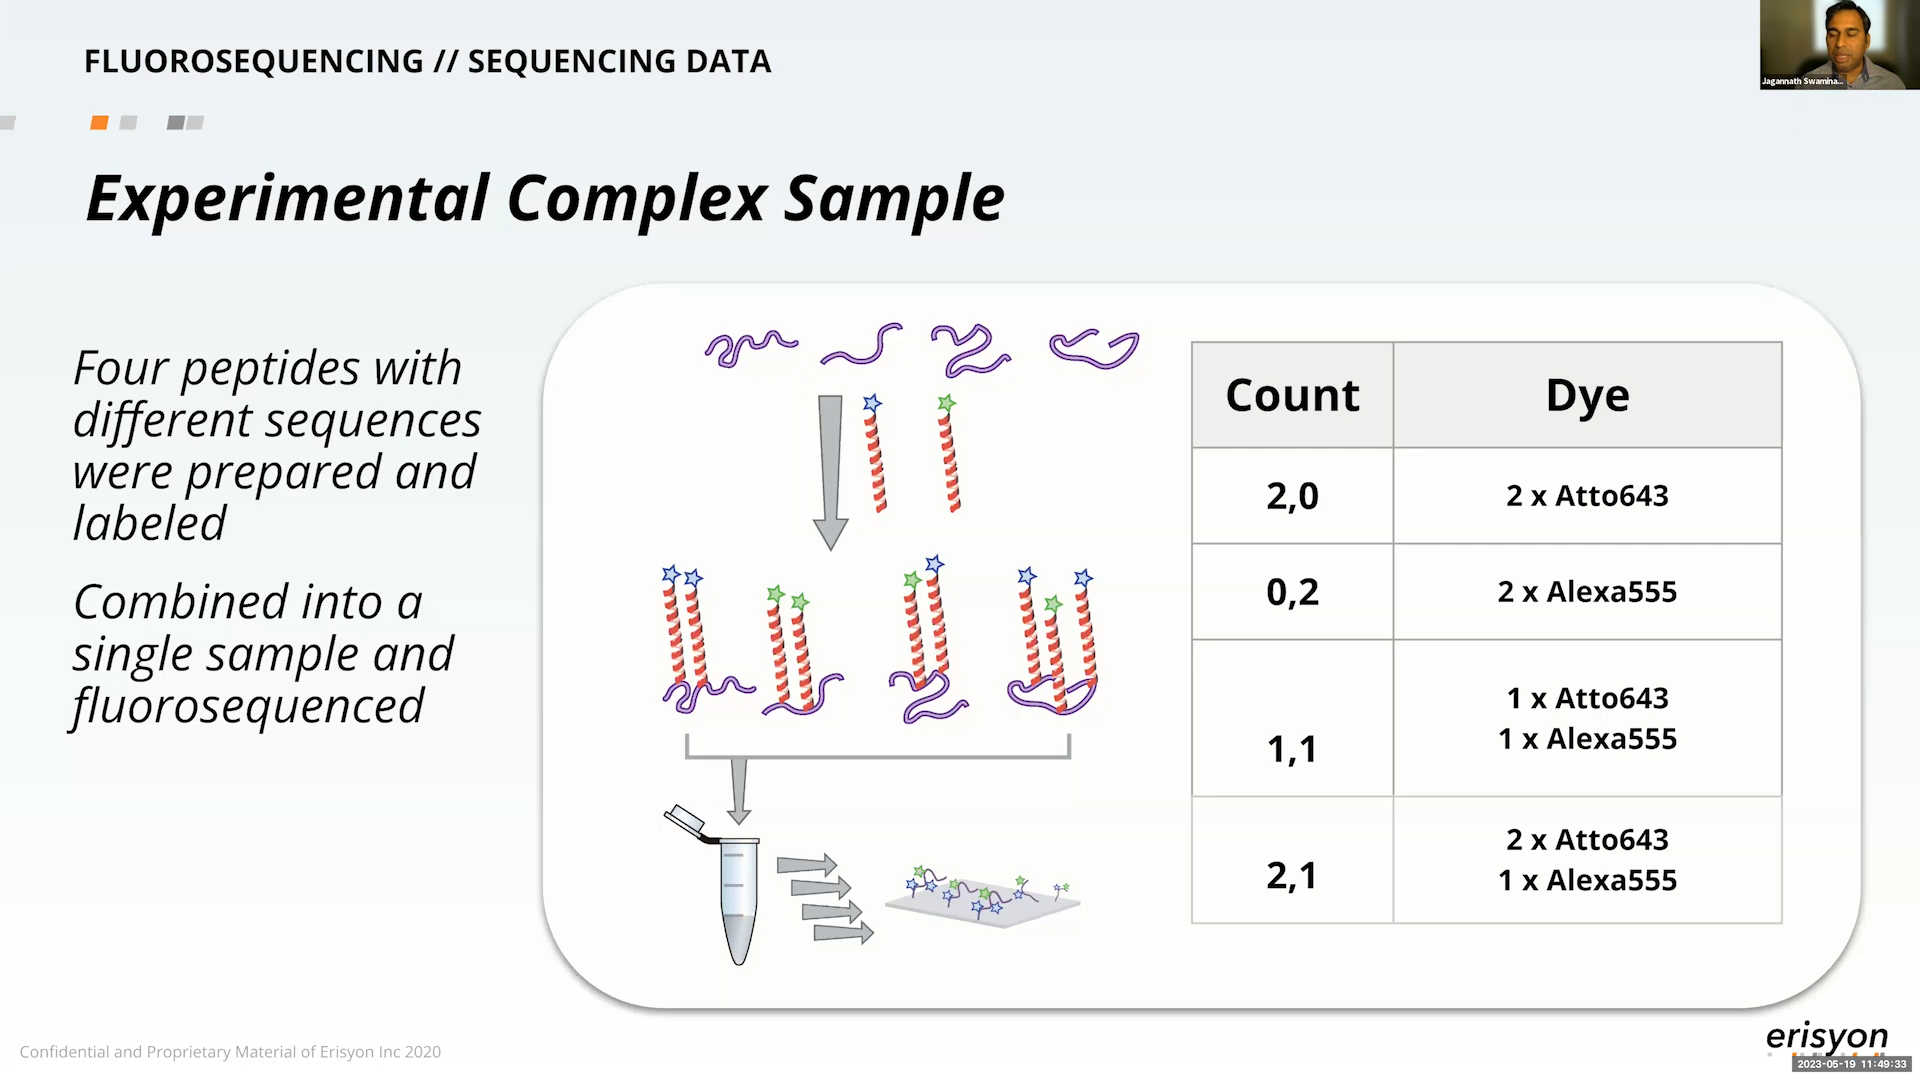 FLUOROSEQUENCING // SEQUENCING DATA
Jagannath Swamina...
Experimental Complex Sample
Four peptides with
different sequences
were prepared and
labeled
Combined into a
single sample and
fluorosequenced
Count Dye
2,0 2 x Atto643
0,2 2 x Alexa555
1,1 1 x Atto643
1 x Alexa555
2,1 2 x Atto643
1 x Alexa555
Confidential and Proprietary Material of Erisyon Inc 2020
erisyon
2023-05-19 11:49:33